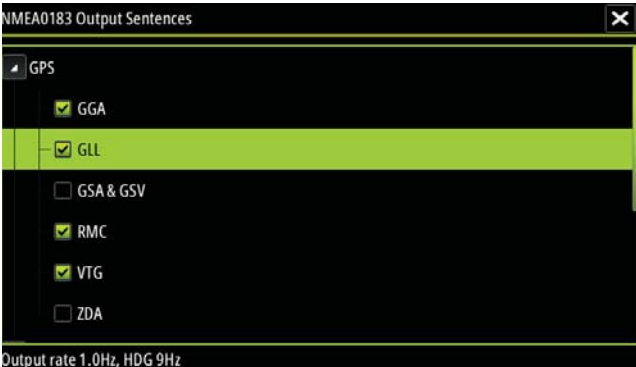 NMEA0183 Output Sentences
GPS
GGA
GLL
GSA & GSV
RMC
VTG
ZDA
Output rate 1.0Hz, HDG 9Hz